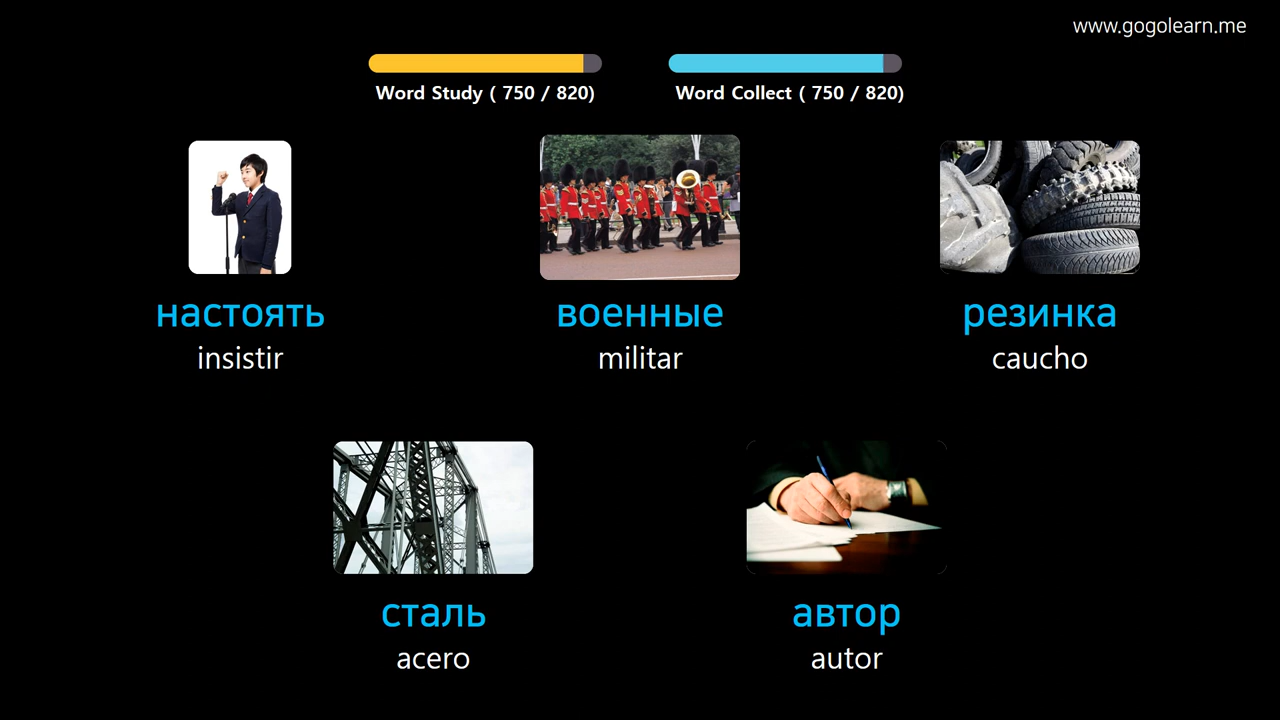 www.gogolearn.me
Word Study ( 750 / 820)
Word Collect ( 750 / 820)
настоять
insistir
военные
militar
резинка
caucho
сталь
acero
автор
autor